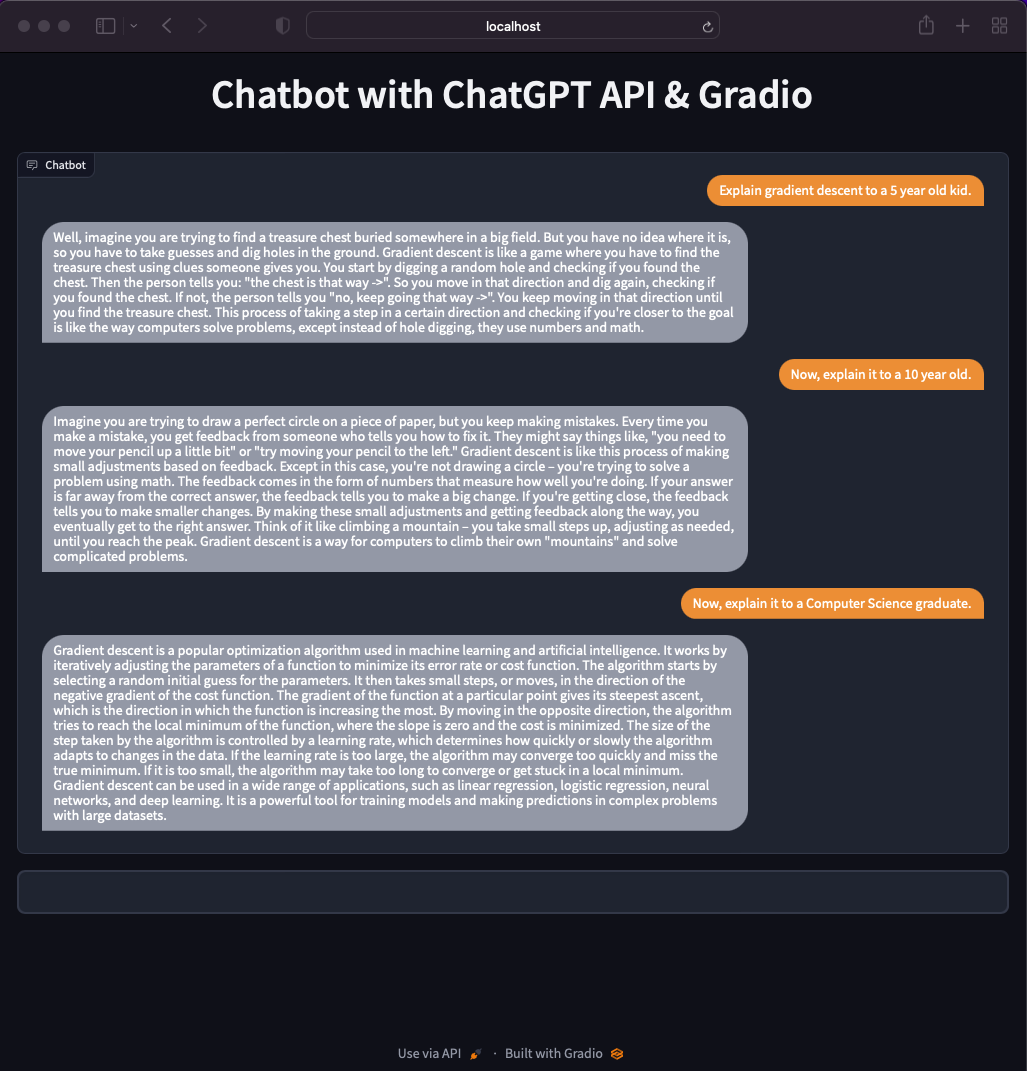 localhost
Chatbot with ChatGPT API & Gradio
Chatbot
Explain gradient descent to a 5 year old kid.
Well, imagine you are trying to find a treasure chest buried somewhere in a big field. But you have no idea where it is,
so you have to take guesses and dig holes in the ground. Gradient descent is like a game where you have to find the
treasure chest using clues someone gives you. You start by digging a random hole and checking if you found the
chest. Then the person tells you: "the chest is that way ->". So you move in that direction and dig again, checking if
you found the chest. If not, the person tells you "no, keep going that way ->". You keep moving in that direction until
you find the treasure chest. This process of taking a step in a certain direction and checking if you're closer to the goal
is like the way computers solve problems, except instead of hole digging, they use numbers and math.
Now, explain it to a 10 year old.
Imagine you are trying to draw a perfect circle on a piece of paper, but you keep making mistakes. Every time you
make a mistake, you get feedback from someone who tells you how to fix it. They might say things like, "you need to
move your pencil up a little bit" or "try moving your pencil to the left." Gradient descent is like this process of making
small adjustments based on feedback. Except in this case, you're not drawing a circle – you're trying to solve a
problem using math. The feedback comes in the form of numbers that measure how well you're doing. If your answer
is far away from the correct answer, the feedback tells you to make a big change. If you're getting close, the feedback
tells you to make smaller changes. By making these small adjustments and getting feedback along the way, you
eventually get to the right answer. Think of it like climbing a mountain – you take small steps up, adjusting as needed,
until you reach the peak. Gradient descent is a way for computers to climb their own "mountains" and solve
complicated problems.
Now, explain it to a Computer Science graduate.
Gradient descent is a popular optimization algorithm used in machine learning and artificial intelligence. It works by
iteratively adjusting the parameters of a function to minimize its error rate or cost function. The algorithm starts by
selecting a random initial guess for the parameters. It then takes small steps, or moves, in the direction of the
negative gradient of the cost function. The gradient of the function at a particular point gives its steepest ascent,
which is the direction in which the function is increasing the most. By moving in the opposite direction, the algorithm
tries to reach the local minimum of the function, where the slope is zero and the cost is minimized. The size of the
step taken by the algorithm is controlled by a learning rate, which determines how quickly or slowly the algorithm
adapts to changes in the data. If the learning rate is too large, the algorithm may converge too quickly and miss the
true minimum. If it is too small, the algorithm may take too long to converge or get stuck in a local minimum.
Gradient descent can be used in a wide range of applications, such as linear regression, logistic regression, neural
networks, and deep learning. It is a powerful tool for training models and making predictions in complex problems
with large datasets.
Use via API · Built with Gradio